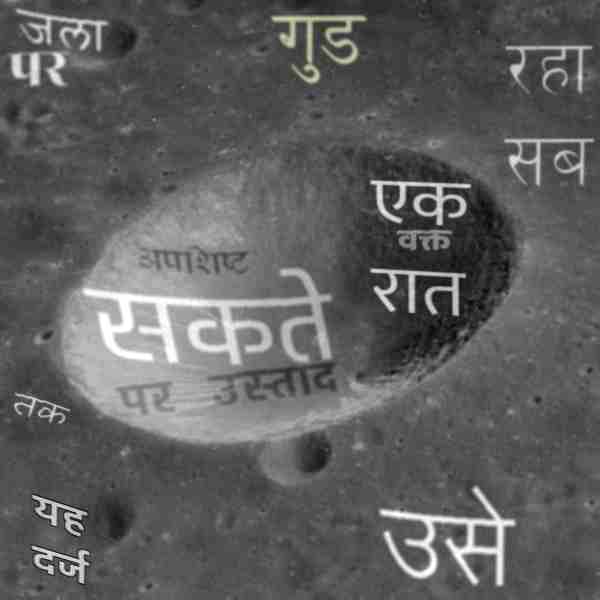 जला
पर
गुड
रहा
सब
एक
वक्त
रात
अपशिष्ट
सकते
पर उस्ताद
तक
यह
दर्ज
उसे